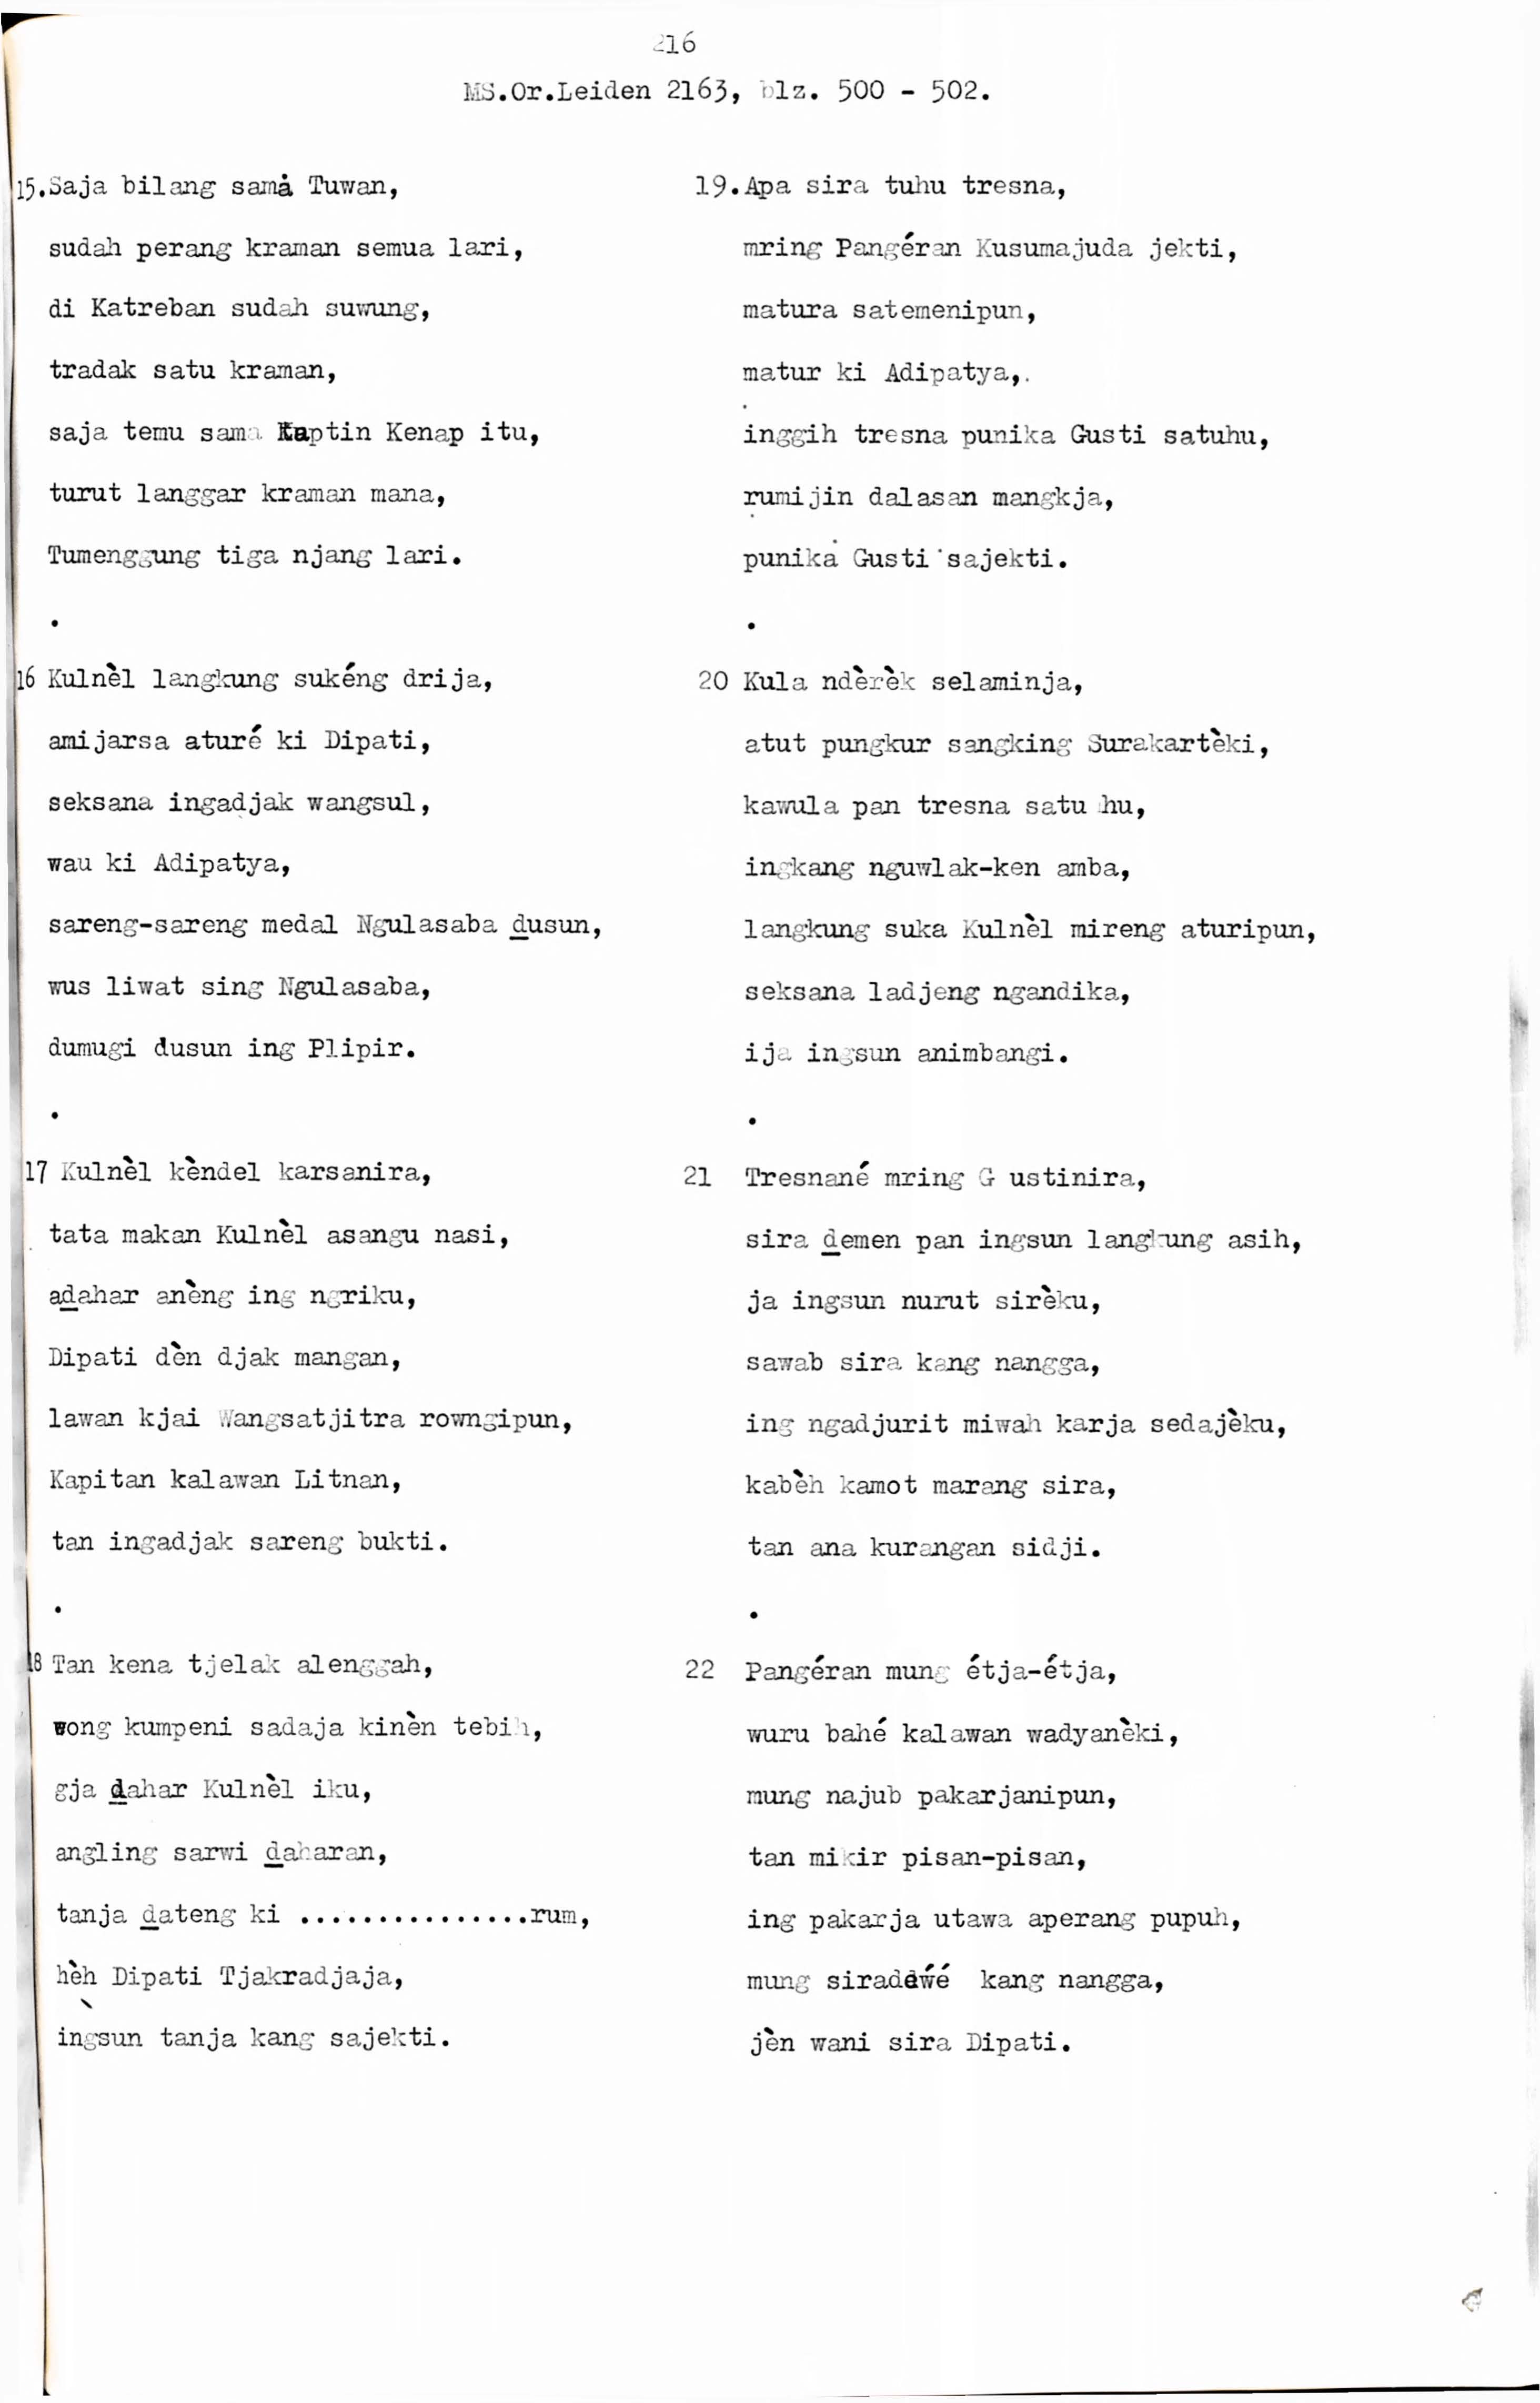 216
MS.Or.Leiden 2163, blz. 500 - 502.
15.Saja bilang sama Tuwan,
sudah perang kraman semua lari,
di Katreban sudah suwung,
tradak satu kraman,
saja temu sama Kaptin Kenap itu,
turut langgar kraman mana,
Tumenggung tiga njang lari.
.
16 Kulnèl langkung sukéng drija,
amijarsa aturé ki Dipati,
seksana ingadjak wangsul,
wau ki Adipatya,
sareng-sareng medal Ngulasaba ḏusun,
wus liwat sing Ngulasaba,
dumugi dusun ing Plipir.
.
17 Kulnèl kèndel karsanira,
tata makan Kulnèl asangu nasi,
aḏahar anèng ing ngriku,
Dipati dèn djak mangan,
lawan kjai Wangsatjitra rowngipun,
Kapitan kalawan Litnan,
tan ingadjak sareng bukti.
.
18 Tan kena tjelak alenggah,
wong kumpeni sadaja kinèn tebih,
gja ḏahar Kulnèl iku,
angling sarwi ḏaharan,
tanja ḏateng ki ...............rum,
hèh Dipati Tjakradjaja,
ingsun tanja kang sajekti.
19.Apa sira tuhu tresna,
mring Pangéran Kusumajuda jekti,
matura satemenipun,
matur ki Adipatya,.
inggih tresna punika Gusti satuhu,
rumijin dalasan mangkja,
punika Gusti sajekti.
.
20 Kula ndèrèk selaminja,
atut pungkur sangking Surakartèki,
kawula pan tresna satu hu,
ingkang nguwlak-ken amba,
langkung suka Kulnèl mireng aturipun,
seksana ladjeng ngandika,
ija ingsun animbangi.
.
21 Tresnané mring G ustinira,
sira ḏemen pan ingsun langkung asih,
ja ingsun nurut sirèku,
sawab sira kang nangga,
ing ngadjurit miwah karja sedajèku,
kabèh kamot marang sira,
tan ana kurangan sidji.
.
22 Pangéran mung étja-étja,
wuru bahé kalawan wadyanèki,
mung najub pakarjanipun,
tan mikir pisan-pisan,
ing pakarja utawa aperang pupuh,
mung siradéwé kang nangga,
jèn wani sira Dipati.